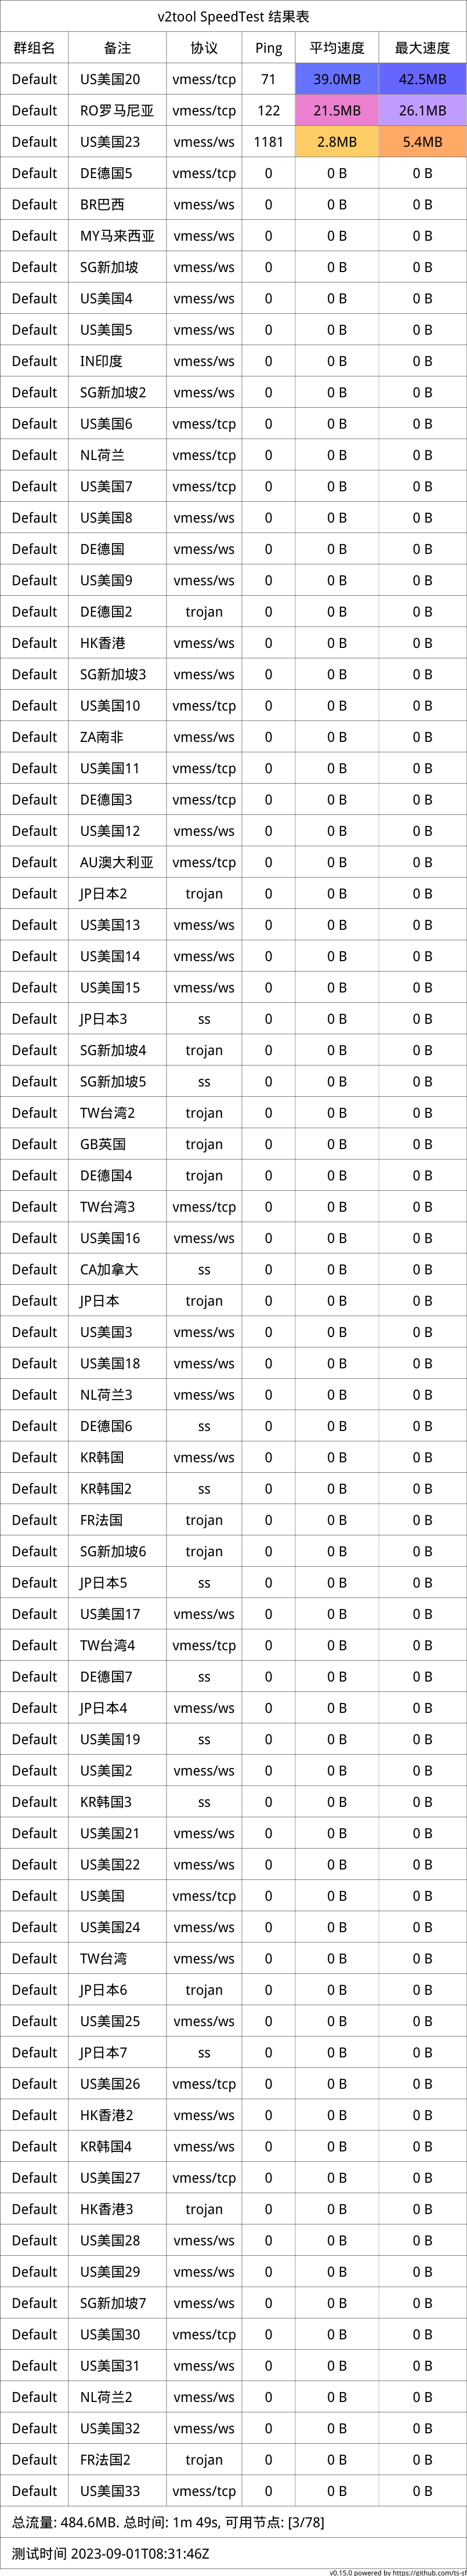 v2tool SpeedTest 结果表
群组名 备注 协议 Ping 平均速度 最大速度
Default US美国20 vmess/tcp 71 39.0MB 42.5MB
Default RO罗马尼亚 vmess/tcp 122 21.5MB 26.1MB
Default US美国23 vmess/ws 1181 2.8MB 5.4MB
Default DE德国5 vmess/tcp 0 0 B 0 B
Default BR巴西 vmess/ws 0 0 B 0 B
Default MY马来西亚 vmess/ws 0 0 B 0 B
Default SG新加坡 vmess/ws 0 0 B 0 B
Default US美国4 vmess/ws 0 0 B 0 B
Default US美国5 vmess/ws 0 0 B 0 B
Default IN印度 vmess/ws 0 0 B 0 B
Default SG新加坡2 vmess/ws 0 0 B 0 B
Default US美国6 vmess/tcp 0 0 B 0 B
Default NL荷兰 vmess/tcp 0 0 B 0 B
Default US美国7 vmess/tcp 0 0 B 0 B
Default US美国8 vmess/ws 0 0 B 0 B
Default DE德国 vmess/ws 0 0 B 0 B
Default US美国9 vmess/ws 0 0 B 0 B
Default DE德国2 trojan 0 0 B 0 B
Default HK香港 vmess/ws 0 0 B 0 B
Default SG新加坡3 vmess/ws 0 0 B 0 B
Default US美国10 vmess/tcp 0 0 B 0 B
Default ZA南非 vmess/ws 0 0 B 0 B
Default US美国11 vmess/tcp 0 0 B 0 B
Default DE德国3 vmess/tcp 0 0 B 0 B
Default US美国12 vmess/ws 0 0 B 0 B
Default AU澳大利亚 vmess/tcp 0 0 B 0 B
Default JP日本2 trojan 0 0 B 0 B
Default US美国13 vmess/ws 0 0 B 0 B
Default US美国14 vmess/ws 0 0 B 0 B
Default US美国15 vmess/ws 0 0 B 0 B
Default JP日本3 ss 0 0 B 0 B
Default SG新加坡4 trojan 0 0 B 0 B
Default SG新加坡5 ss 0 0 B 0 B
Default TW台湾2 trojan 0 0 B 0 B
Default GB英国 trojan 0 0 B 0 B
Default DE德国4 trojan 0 0 B 0 B
Default TW台湾3 vmess/tcp 0 0 B 0 B
Default US美国16 vmess/ws 0 0 B 0 B
Default CA加拿大 ss 0 0 B 0 B
Default JP日本 trojan 0 0 B 0 B
Default US美国3 vmess/ws 0 0 B 0 B
Default US美国18 vmess/ws 0 0 B 0 B
Default NL荷兰3 vmess/ws 0 0 B 0 B
Default DE德国6 ss 0 0 B 0 B
Default KR韩国 vmess/ws 0 0 B 0 B
Default KR韩国2 ss 0 0 B 0 B
Default FR法国 trojan 0 0 B 0 B
Default SG新加坡6 trojan 0 0 B 0 B
Default JP日本5 ss 0 0 B 0 B
Default US美国17 vmess/ws 0 0 B 0 B
Default TW台湾4 vmess/tcp 0 0 B 0 B
Default DE德国7 ss 0 0 B 0 B
Default JP日本4 vmess/ws 0 0 B 0 B
Default US美国19 ss 0 0 B 0 B
Default US美国2 vmess/ws 0 0 B 0 B
Default KR韩国3 ss 0 0 B 0 B
Default US美国21 vmess/ws 0 0 B 0 B
Default US美国22 vmess/ws 0 0 B 0 B
Default US美国 vmess/tcp 0 0 B 0 B
Default US美国24 vmess/ws 0 0 B 0 B
Default TW台湾 vmess/ws 0 0 B 0 B
Default JP日本6 trojan 0 0 B 0 B
Default US美国25 vmess/ws 0 0 B 0 B
Default JP日本7 ss 0 0 B 0 B
Default US美国26 vmess/tcp 0 0 B 0 B
Default HK香港2 vmess/ws 0 0 B 0 B
Default KR韩国4 vmess/ws 0 0 B 0 B
Default US美国27 vmess/tcp 0 0 B 0 B
Default HK香港3 trojan 0 0 B 0 B
Default US美国28 vmess/ws 0 0 B 0 B
Default US美国29 vmess/ws 0 0 B 0 B
Default SG新加坡7 vmess/ws 0 0 B 0 B
Default US美国30 vmess/tcp 0 0 B 0 B
Default US美国31 vmess/ws 0 0 B 0 B
Default NL荷兰2 vmess/ws 0 0 B 0 B
Default US美国32 vmess/ws 0 0 B 0 B
Default FR法国2 trojan 0 0 B 0 B
Default US美国33 vmess/tcp 0 0 B 0 B
总流量: 484.6MB. 总时间: 1m 49s, 可用节点: [3/78]
测试时间 2023-09-01T08:31:46Z
v0.15.0 powered by https://github.com/ts-sf